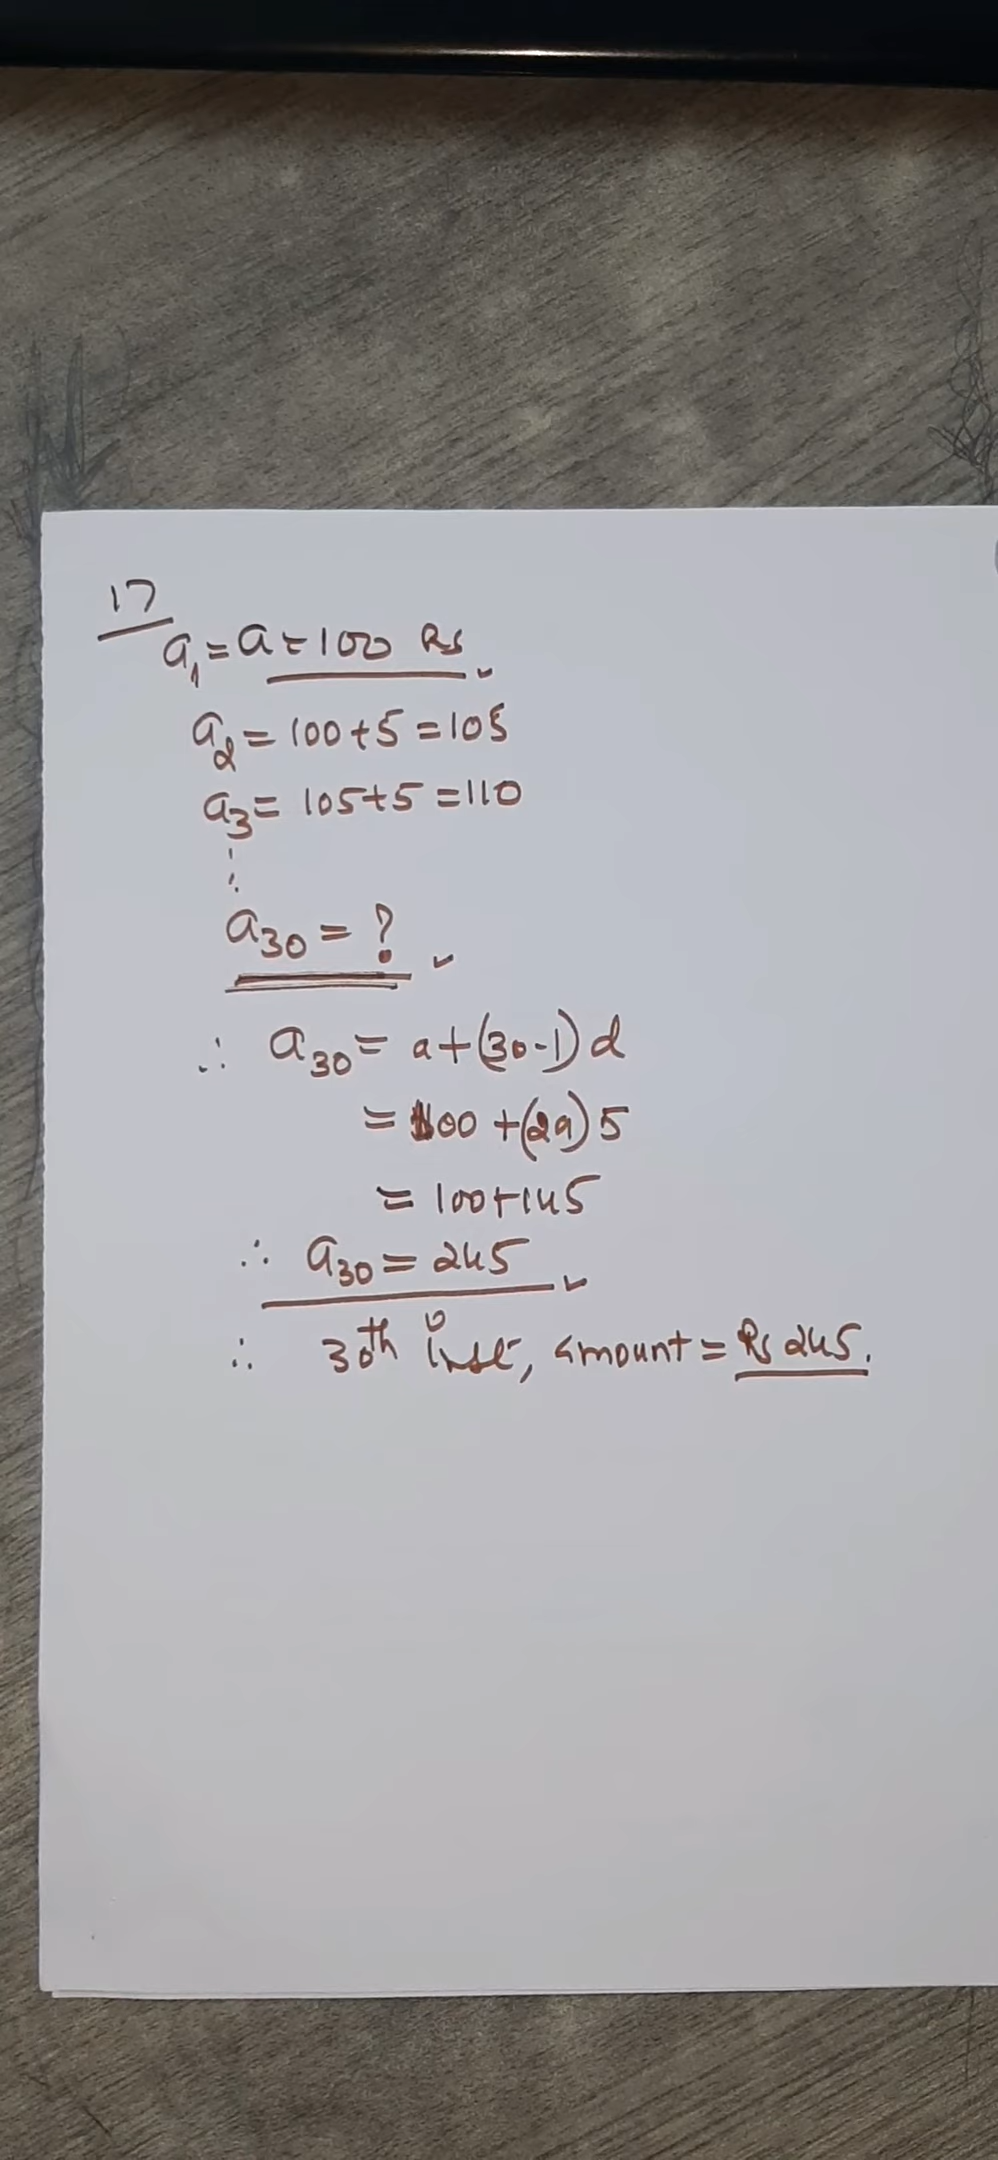 17
a₁ = a = 100 Rs
a₂ = 100+5 = 105
a₃ = 105+5 = 110
⋮
a₃₀ = ?
∴ a₃₀ = a+(30-1)d
= 100 +(29)5
= 100+145
∴ a₃₀ = 245
∴ 30th inst, amount = Rs 245.